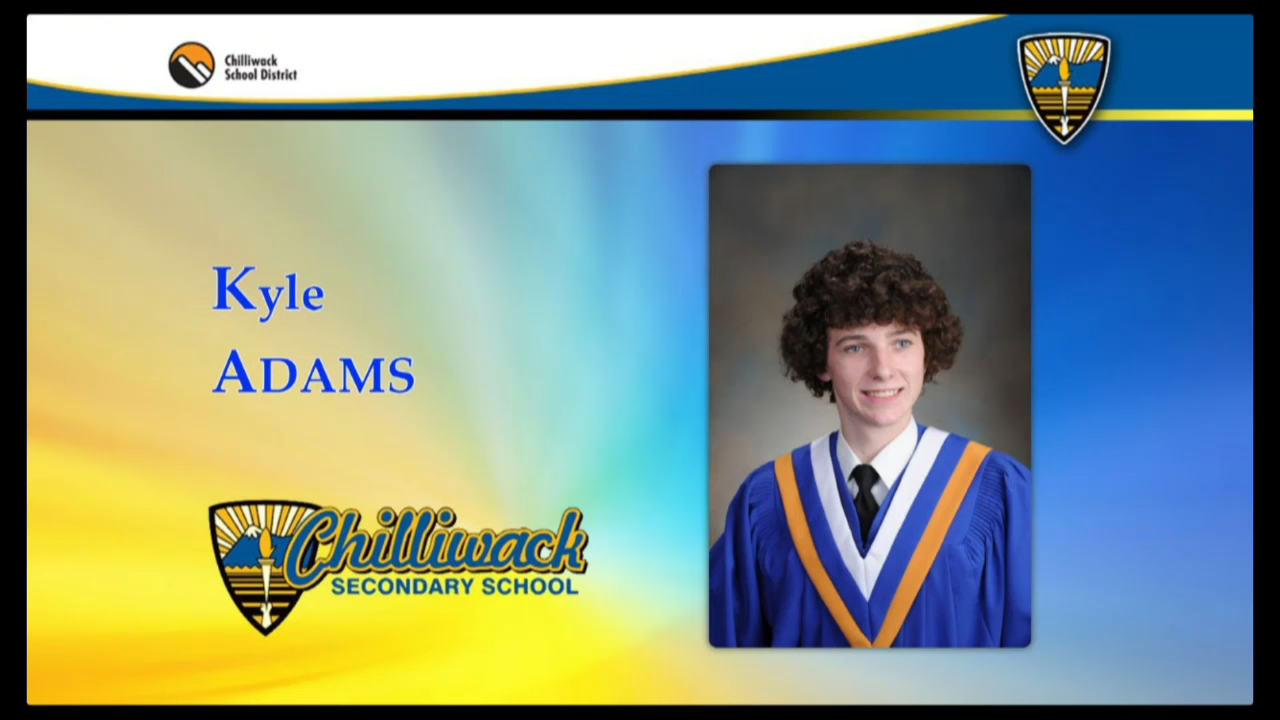 Chilliwack
School District
Kyle
ADAMS
Chilliwack
SECONDARY SCHOOL